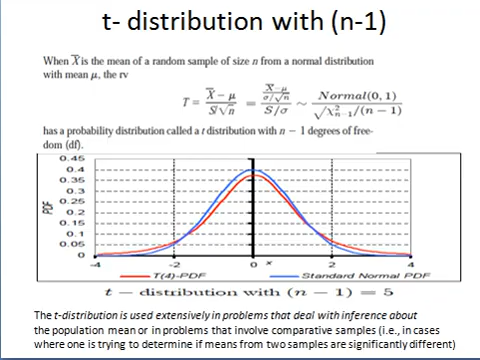 t- distribution with (n-1)
When X̅ is the mean of a random sample of size n from a normal distribution
with mean μ, the rv
T = (X̅ − μ)/(S/√n) = ((X̅−μ)/(σ/√n))/(S/σ) ∼ Normal(0, 1)/√(χ²ₙ₋₁/(n − 1))
has a probability distribution called a t distribution with n − 1 degrees of free-
dom (df).
PDF
0.45
0.4
0.35
0.3
0.25
0.2
0.15
0.1
0.05
0
-4 -2 0 x 2 4
T(4)-PDF Standard Normal PDF
t − distribution with (n − 1) = 5
The t-distribution is used extensively in problems that deal with inference about
the population mean or in problems that involve comparative samples (i.e., in cases
where one is trying to determine if means from two samples are significantly different)